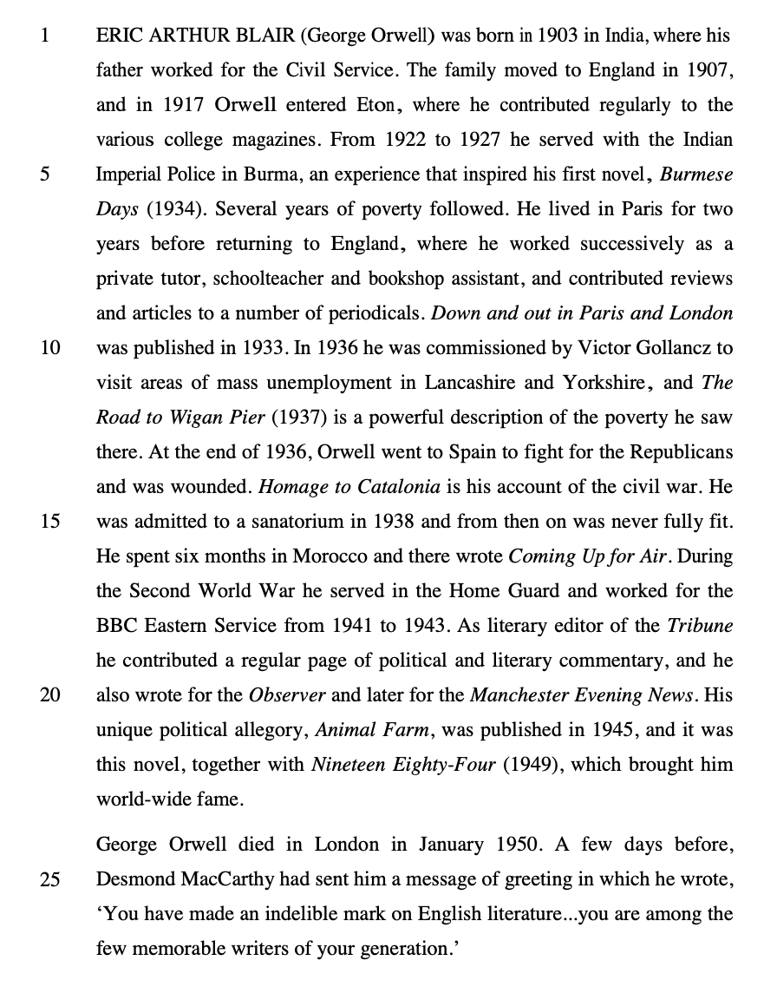 1 ERIC ARTHUR BLAIR (George Orwell) was born in 1903 in India, where his
father worked for the Civil Service. The family moved to England in 1907,
and in 1917 Orwell entered Eton, where he contributed regularly to the
various college magazines. From 1922 to 1927 he served with the Indian
5 Imperial Police in Burma, an experience that inspired his first novel, Burmese
Days (1934). Several years of poverty followed. He lived in Paris for two
years before returning to England, where he worked successively as a
private tutor, schoolteacher and bookshop assistant, and contributed reviews
and articles to a number of periodicals. Down and out in Paris and London
10 was published in 1933. In 1936 he was commissioned by Victor Gollancz to
visit areas of mass unemployment in Lancashire and Yorkshire, and The
Road to Wigan Pier (1937) is a powerful description of the poverty he saw
there. At the end of 1936, Orwell went to Spain to fight for the Republicans
and was wounded. Homage to Catalonia is his account of the civil war. He
15 was admitted to a sanatorium in 1938 and from then on was never fully fit.
He spent six months in Morocco and there wrote Coming Up for Air. During
the Second World War he served in the Home Guard and worked for the
BBC Eastern Service from 1941 to 1943. As literary editor of the Tribune
he contributed a regular page of political and literary commentary, and he
20 also wrote for the Observer and later for the Manchester Evening News. His
unique political allegory, Animal Farm, was published in 1945, and it was
this novel, together with Nineteen Eighty-Four (1949), which brought him
world-wide fame.
George Orwell died in London in January 1950. A few days before,
25 Desmond MacCarthy had sent him a message of greeting in which he wrote,
‘You have made an indelible mark on English literature...you are among the
few memorable writers of your generation.’